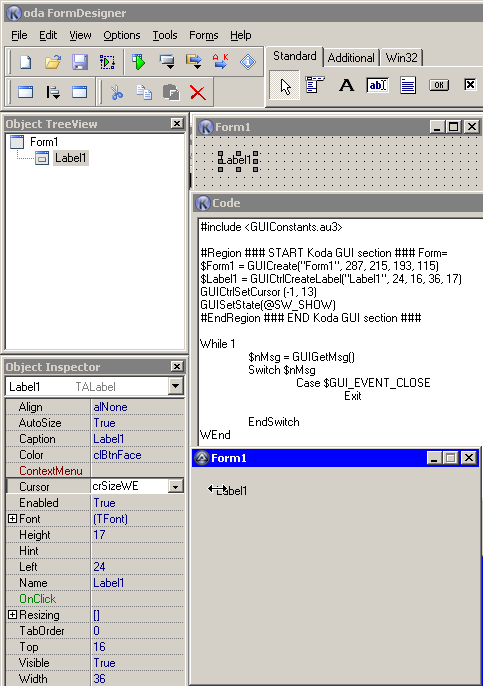 oda FormDesigner
File Edit View Options Tools Forms Help
Standard Additional Win32
A ab OK
Object TreeView
Form1
Label1
Form1
Label1
Code
#include <GUIConstants.au3>
#Region ### START Koda GUI section ### Form=
$Form1 = GUICreate("Form1", 287, 215, 193, 115)
$Label1 = GUICtrlCreateLabel("Label1", 24, 16, 36, 17)
GUICtrlSetCursor (-1, 13)
GUISetState(@SW_SHOW)
#EndRegion ### END Koda GUI section ###
While 1
$nMsg = GUIGetMsg()
Switch $nMsg
Case $GUI_EVENT_CLOSE
Exit
EndSwitch
WEnd
Object Inspector
Label1 TALabel
Align alNone
AutoSize True
Caption Label1
Color clBtnFace
ContextMenu
Cursor crSizeWE
Enabled True
Font (TFont)
Height 17
Hint
Left 24
Name Label1
OnClick
Resizing []
TabOrder 0
Top 16
Visible True
Width 36
Form1
Label1